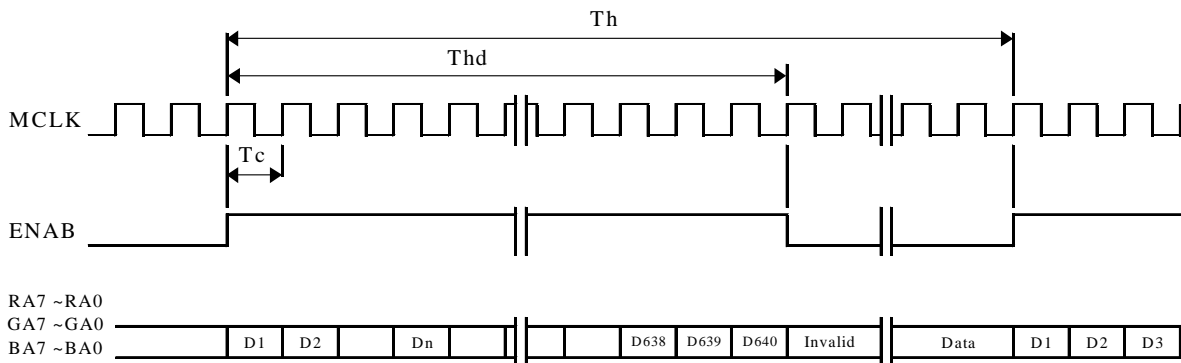 Th
Thd
MCLK
Tc
ENAB
RA7 ~RA0
GA7 ~GA0
BA7 ~BA0
D1 D2 Dn D638 D639 D640 Invalid Data D1 D2 D3